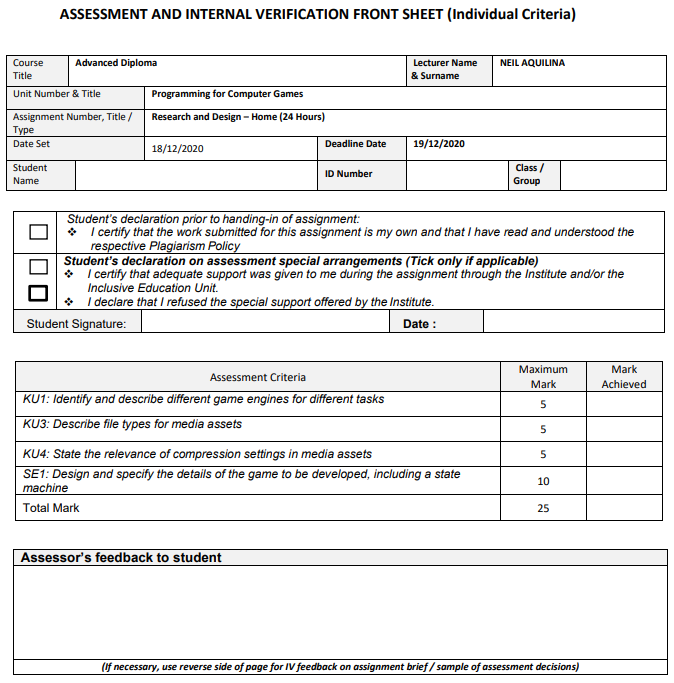 ASSESSMENT AND INTERNAL VERIFICATION FRONT SHEET (Individual Criteria)
Course Title Advanced Diploma Lecturer Name & Surname NEIL AQUILINA
Unit Number & Title Programming for Computer Games
Assignment Number, Title / Type Research and Design – Home (24 Hours)
Date Set 18/12/2020 Deadline Date 19/12/2020
Student Name ID Number Class / Group
Student's declaration prior to handing-in of assignment:
❖ I certify that the work submitted for this assignment is my own and that I have read and understood the
respective Plagiarism Policy
Student's declaration on assessment special arrangements (Tick only if applicable)
❖ I certify that adequate support was given to me during the assignment through the Institute and/or the
Inclusive Education Unit.
❖ I declare that I refused the special support offered by the Institute.
Student Signature: Date :
Assessment Criteria Maximum Mark Mark Achieved
KU1: Identify and describe different game engines for different tasks 5
KU3: Describe file types for media assets 5
KU4: State the relevance of compression settings in media assets 5
SE1: Design and specify the details of the game to be developed, including a state
machine 10
Total Mark 25
Assessor's feedback to student
(If necessary, use reverse side of page for IV feedback on assignment brief / sample of assessment decisions)